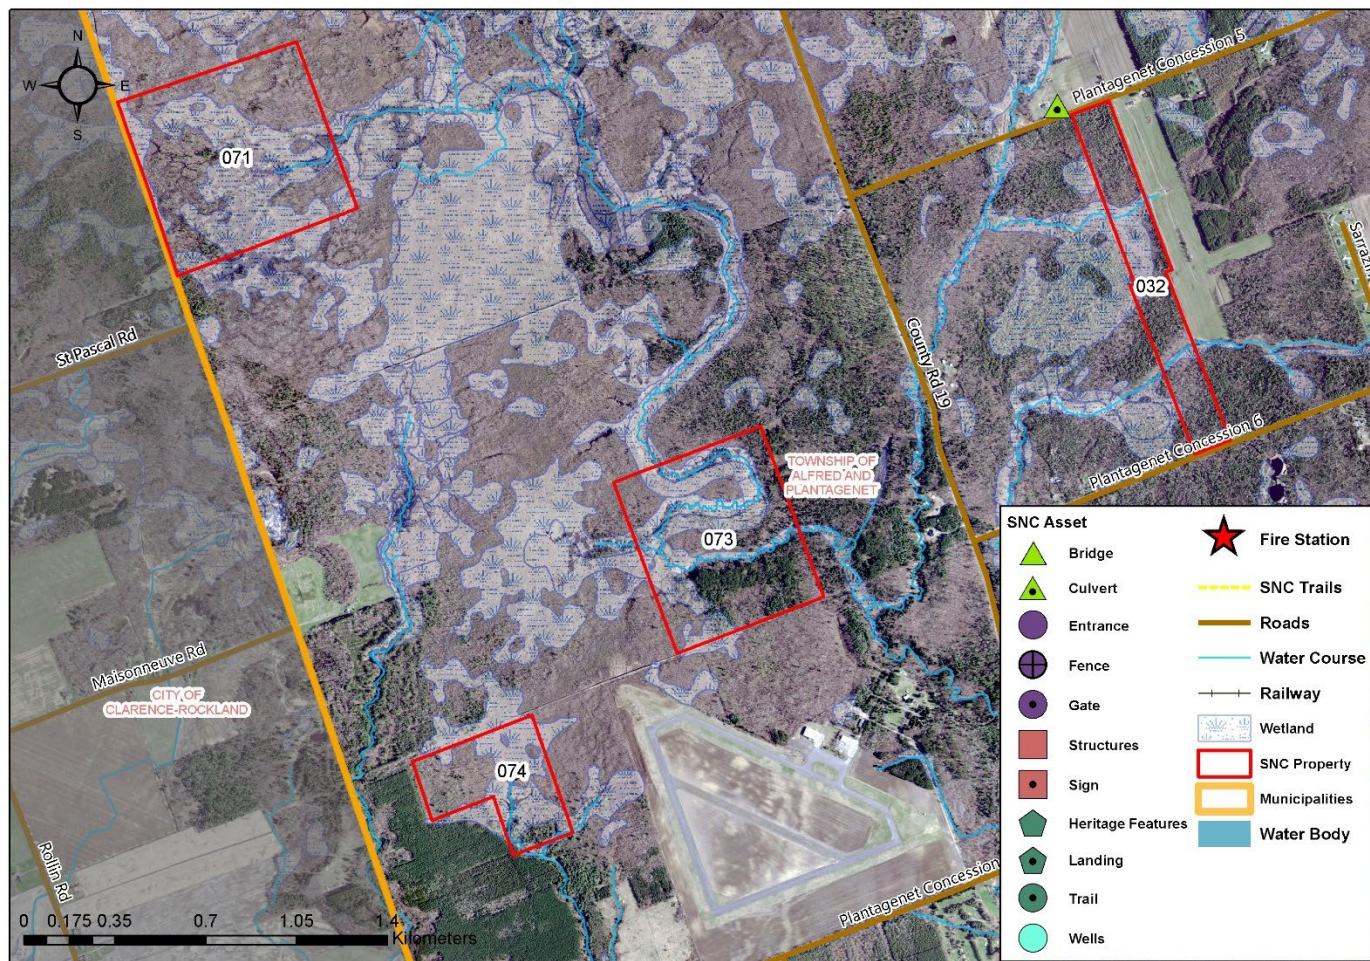 N
W E
S
071
Plantagenet Concession 5
032
St Pascal Rd
County Rd 19
Plantagenet Concession 6
TOWNSHIP OF
ALFRED AND
PLANTAGENET
073
Maisonneuve Rd
CITY OF
CLARENCE-ROCKLAND
074
Rollin Rd
Plantagenet Concession
0 0.175 0.35 0.7 1.05 1.4
Kilometers
SNC Asset
Bridge
Culvert
Entrance
Fence
Gate
Structures
Sign
Heritage Features
Landing
Trail
Wells
Fire Station
SNC Trails
Roads
Water Course
Railway
Wetland
SNC Property
Municipalities
Water Body